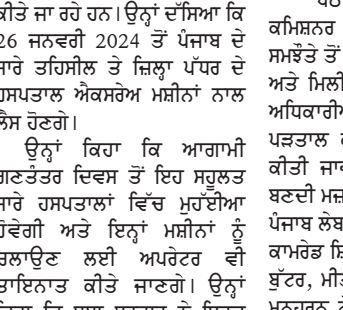 ਕੀਤੇ ਜਾ ਰਹੇ ਹਨ। ਉਨ੍ਹਾਂ ਦੱਸਿਆ ਕਿ
26 ਜਨਵਰੀ 2024 ਤੋਂ ਪੰਜਾਬ ਦੇ
ਸਾਰੇ ਤਹਿਸੀਲ ਤੇ ਜ਼ਿਲ੍ਹਾ ਪੱਧਰ ਦੇ
ਹਸਪਤਾਲ ਐਕਸਰੇਅ ਮਸ਼ੀਨਾਂ ਨਾਲ
ਲੈਸ ਹੋਣਗੇ।
ਉਨ੍ਹਾਂ ਕਿਹਾ ਕਿ ਆਗਾਮੀ
ਗਣਤੰਤਰ ਦਿਵਸ ਤੋਂ ਇਹ ਸਹੂਲਤ
ਸਾਰੇ ਹਸਪਤਾਲਾਂ ਵਿੱਚ ਮੁਹੱਈਆ
ਹੋਵੇਗੀ ਅਤੇ ਇਨ੍ਹਾਂ ਮਸ਼ੀਨਾਂ ਨੂੰ
ਚਲਾਉਣ ਲਈ ਅਪਰੇਟਰ ਵੀ
ਤਾਇਨਾਤ ਕੀਤੇ ਜਾਣਗੇ। ਉਨ੍ਹਾਂ
ਕਮਿਸ਼ਨਰ
ਸਮਝੌਤੇ ਤੋਂ
ਅਤੇ ਮਿਲੀ
ਪੜਤਾਲ
ਕੀਤੀ
ਬਣਦੀ
ਪੰਜਾਬ ਲੇਬ
ਕਾਮਰੇਡ
ਬੁੱਟਰ,